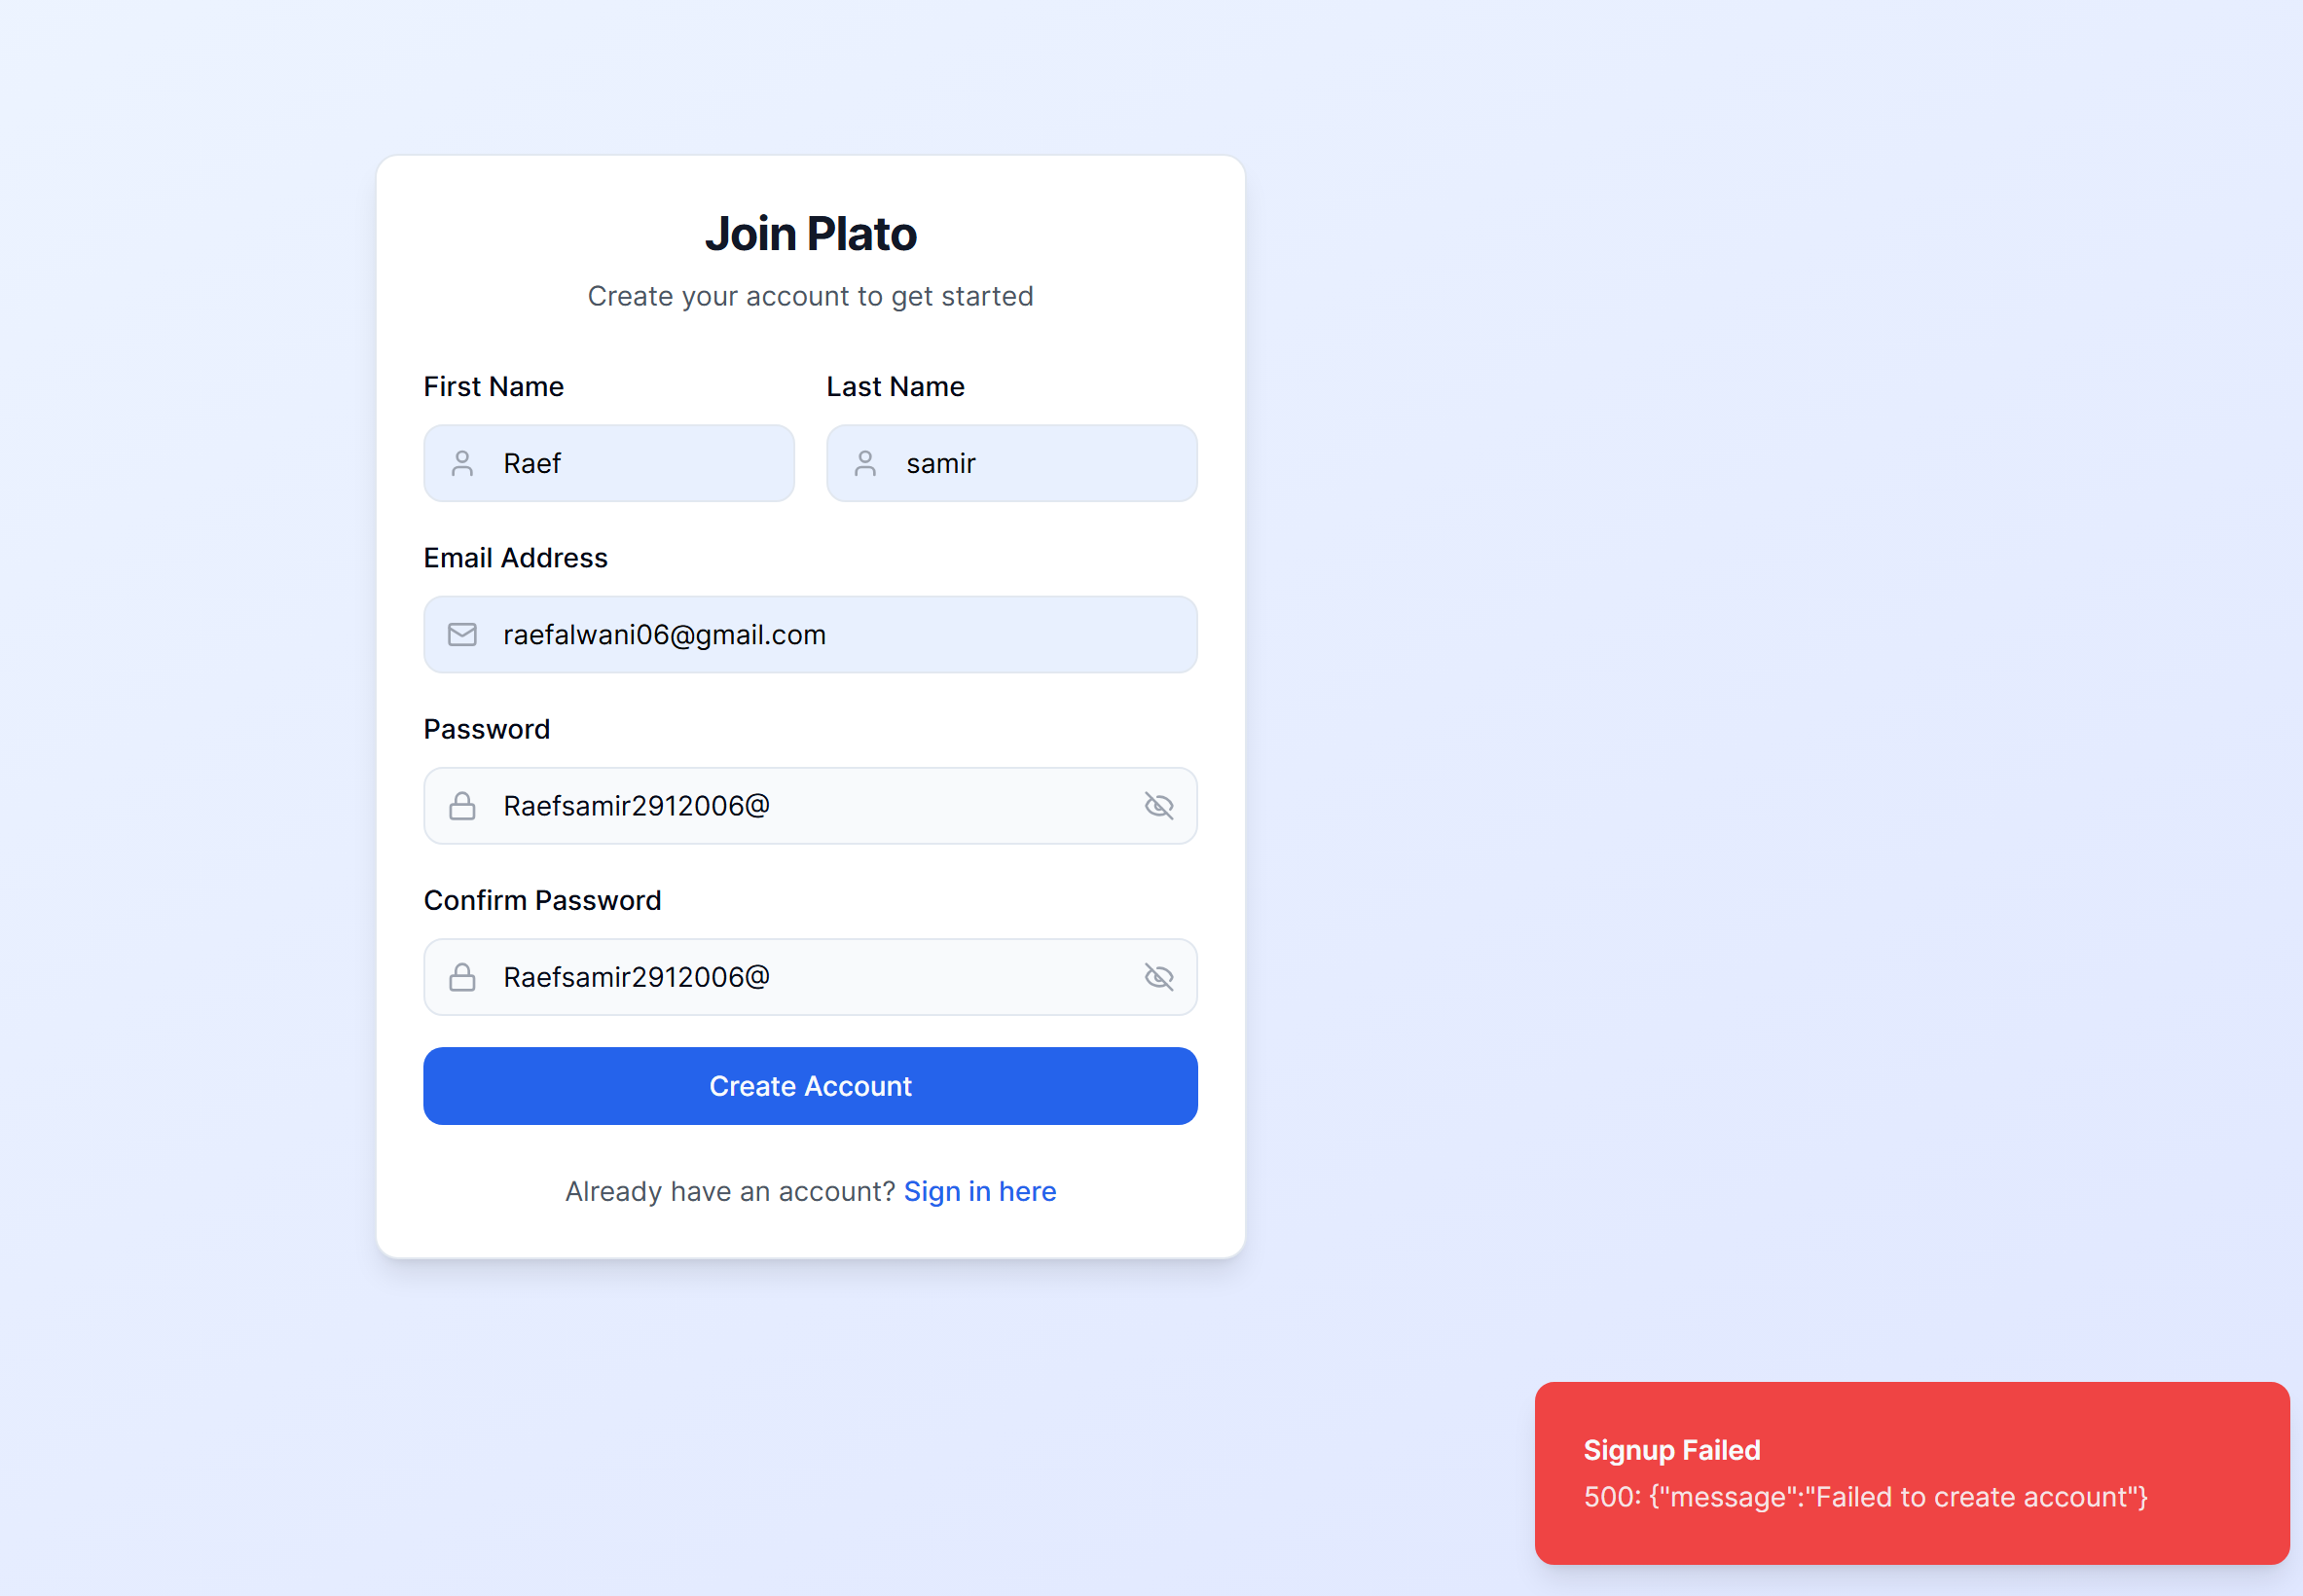 Join Plato
Create your account to get started
First Name
Last Name
Raef
samir
Email Address
raefalwani06@gmail.com
Password
Raefsamir2912006@
Confirm Password
Raefsamir2912006@
Create Account
Already have an account? Sign in here
Signup Failed
500: {"message":"Failed to create account"}